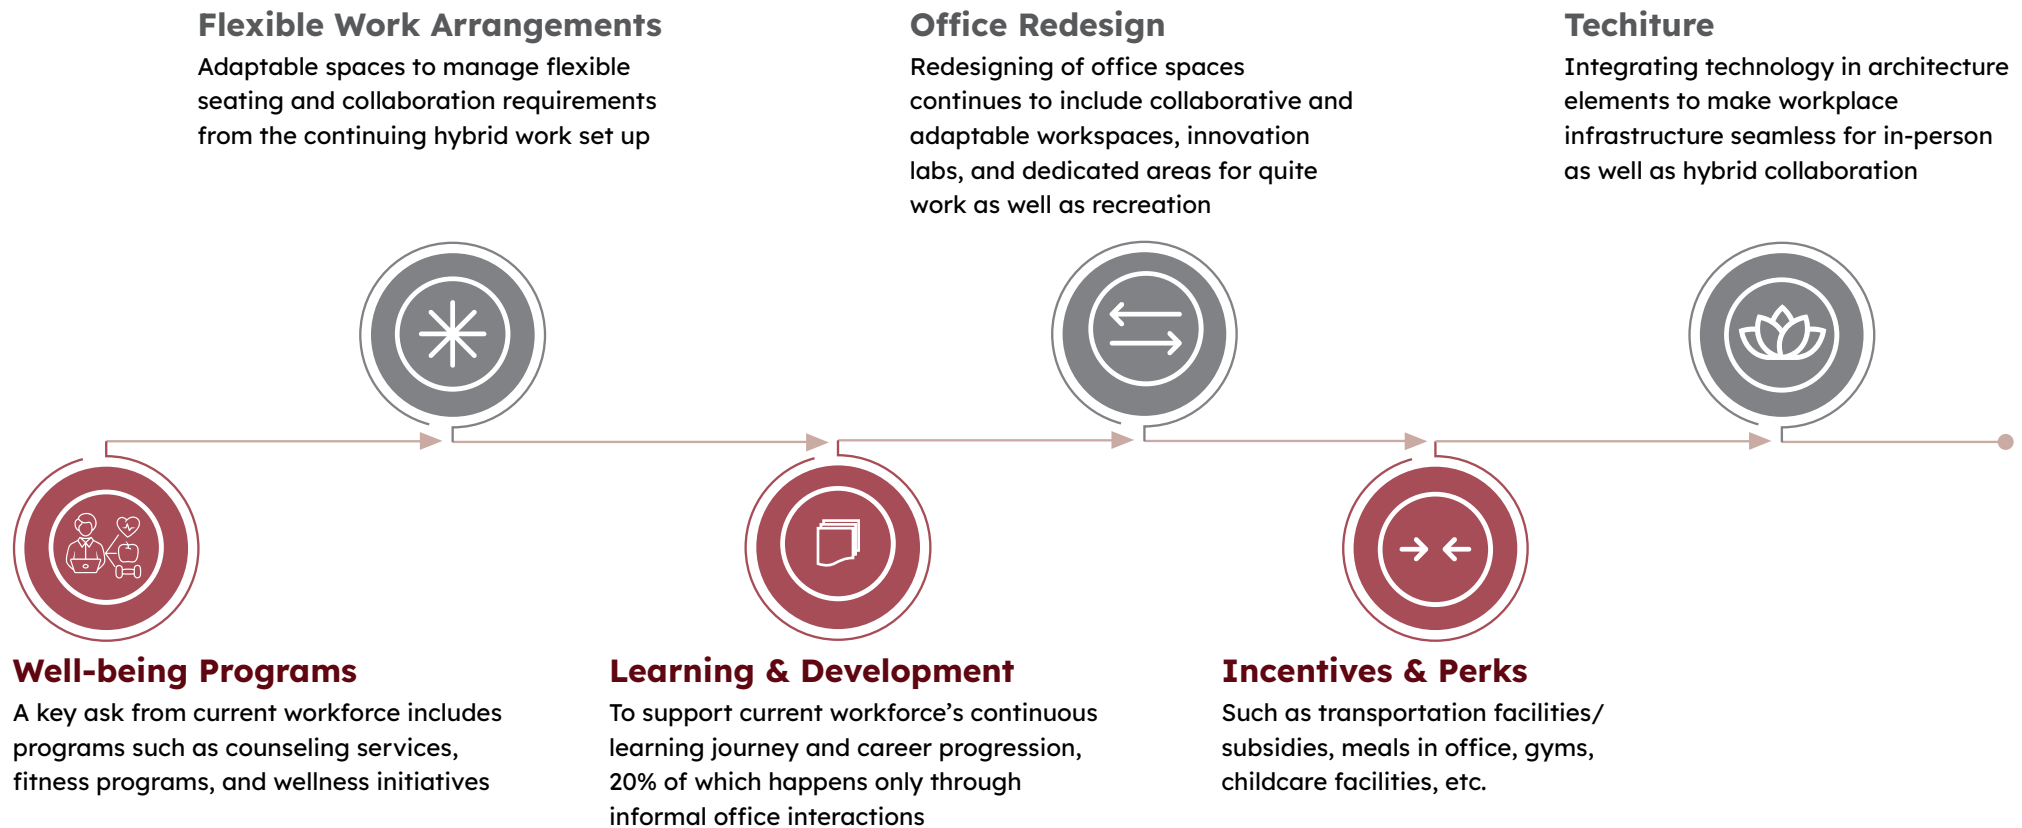 Flexible Work Arrangements
Adaptable spaces to manage flexible
seating and collaboration requirements
from the continuing hybrid work set up
Office Redesign
Redesigning of office spaces
continues to include collaborative and
adaptable workspaces, innovation
labs, and dedicated areas for quite
work as well as recreation
Techiture
Integrating technology in architecture
elements to make workplace
infrastructure seamless for in-person
as well as hybrid collaboration
Well-being Programs
A key ask from current workforce includes
programs such as counseling services,
fitness programs, and wellness initiatives
Learning & Development
To support current workforce’s continuous
learning journey and career progression,
20% of which happens only through
informal office interactions
Incentives & Perks
Such as transportation facilities/
subsidies, meals in office, gyms,
childcare facilities, etc.